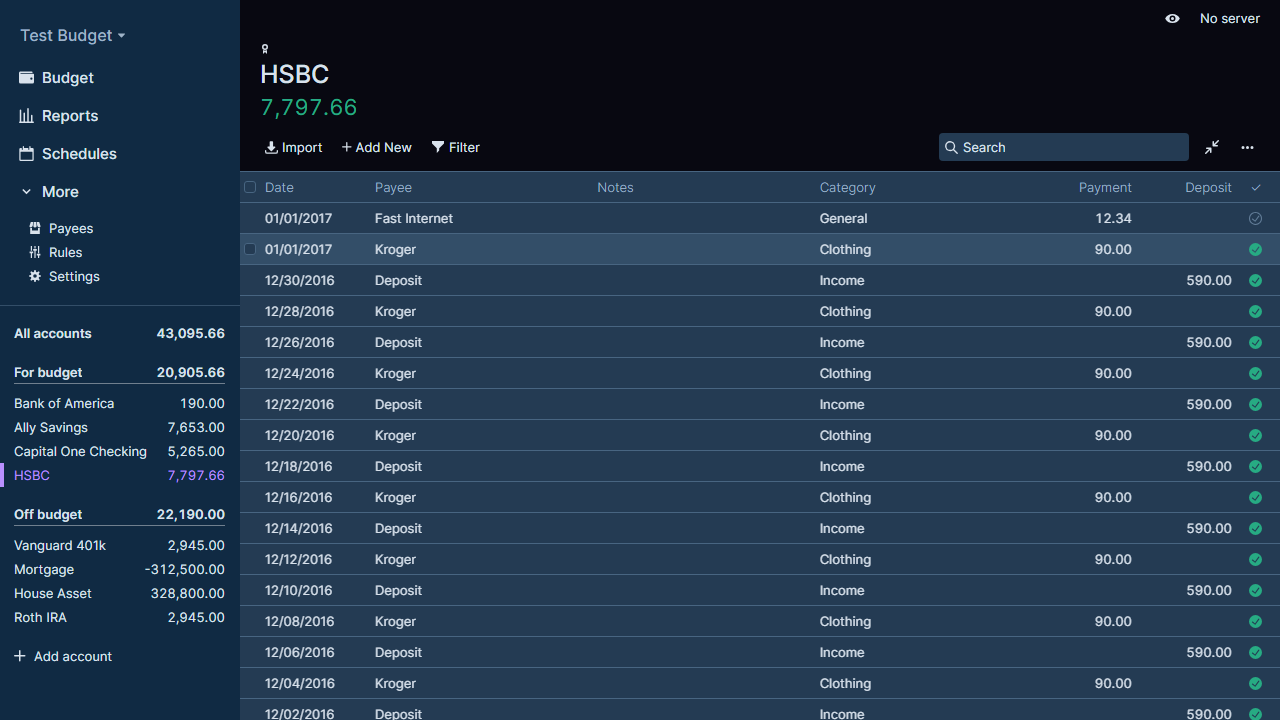 Test Budget
Budget
Reports
Schedules
More
Payees
Rules
Settings
All accounts 43,095.66
For budget 20,905.66
Bank of America 190.00
Ally Savings 7,653.00
Capital One Checking 5,265.00
HSBC 7,797.66
Off budget 22,190.00
Vanguard 401k 2,945.00
Mortgage -312,500.00
House Asset 328,800.00
Roth IRA 2,945.00
Add account
No server
HSBC
7,797.66
Import Add New Filter Search
Date Payee Notes Category Payment Deposit
01/01/2017 Fast Internet General 12.34
01/01/2017 Kroger Clothing 90.00
12/30/2016 Deposit Income 590.00
12/28/2016 Kroger Clothing 90.00
12/26/2016 Deposit Income 590.00
12/24/2016 Kroger Clothing 90.00
12/22/2016 Deposit Income 590.00
12/20/2016 Kroger Clothing 90.00
12/18/2016 Deposit Income 590.00
12/16/2016 Kroger Clothing 90.00
12/14/2016 Deposit Income 590.00
12/12/2016 Kroger Clothing 90.00
12/10/2016 Deposit Income 590.00
12/08/2016 Kroger Clothing 90.00
12/06/2016 Deposit Income 590.00
12/04/2016 Kroger Clothing 90.00
12/02/2016 Deposit Income 590.00